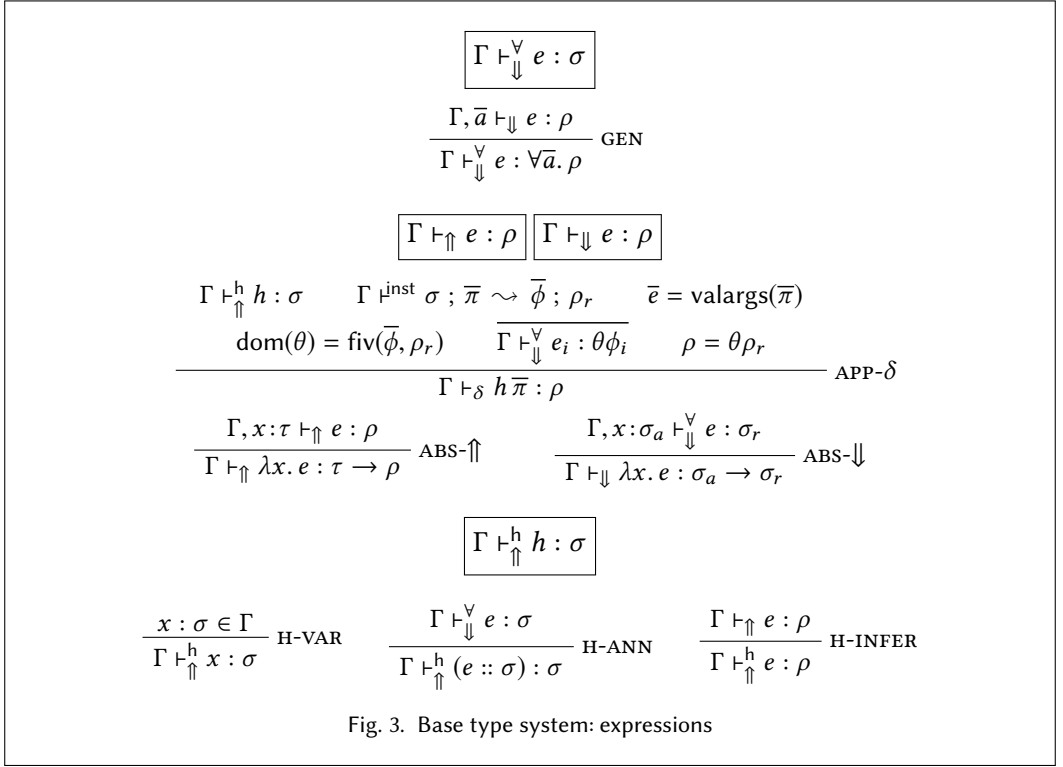 Γ ⊢⇓∀ e : σ
Γ, a̅ ⊢⇓ e : ρ
Γ ⊢⇓∀ e : ∀a̅. ρ GEN
Γ ⊢⇑ e : ρ Γ ⊢⇓ e : ρ
Γ ⊢⇑h h : σ Γ ⊢inst σ ; π̅ ⇝ ϕ̅ ; ρr e̅ = valargs(π̅)
dom(θ) = fiv(ϕ̅, ρr) \overline{Γ ⊢⇓∀ ei : θϕi} ρ = θρr
Γ ⊢δ h π̅ : ρ APP-δ
Γ, x:τ ⊢⇑ e : ρ
Γ ⊢⇑ λx. e : τ → ρ ABS-⇑
Γ, x:σa ⊢⇓∀ e : σr
Γ ⊢⇓ λx. e : σa → σr ABS-⇓
Γ ⊢⇑h h : σ
x : σ ∈ Γ
Γ ⊢⇑h x : σ H-VAR
Γ ⊢⇓∀ e : σ
Γ ⊢⇑h (e :: σ) : σ H-ANN
Γ ⊢⇑ e : ρ
Γ ⊢⇑h e : ρ H-INFER
Fig. 3. Base type system: expressions